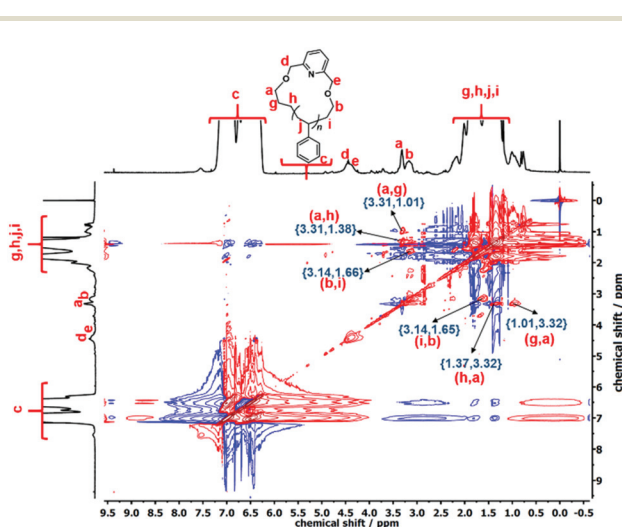 d
N
e
O
O
a
b
g
h
j
n
i
c
c
g,h,j,i
d
e
a
b
g,h,j,i
a
b
d
e
c
(a,g)
{3.31,1.01}
(a,h)
{3.31,1.38}
{3.14,1.66}
(b,i)
{3.14,1.65}
(i,b)
{1.37,3.32}
(h,a)
{1.01,3.32}
(g,a)
0
1
2
3
4
5
6
7
8
9
chemical shift / ppm
9.5 9.0 8.5 8.0 7.5 7.0 6.5 6.0 5.5 5.0 4.5 4.0 3.5 3.0 2.5 2.0 1.5 1.0 0.5 0.0 -0.5
chemical shift / ppm